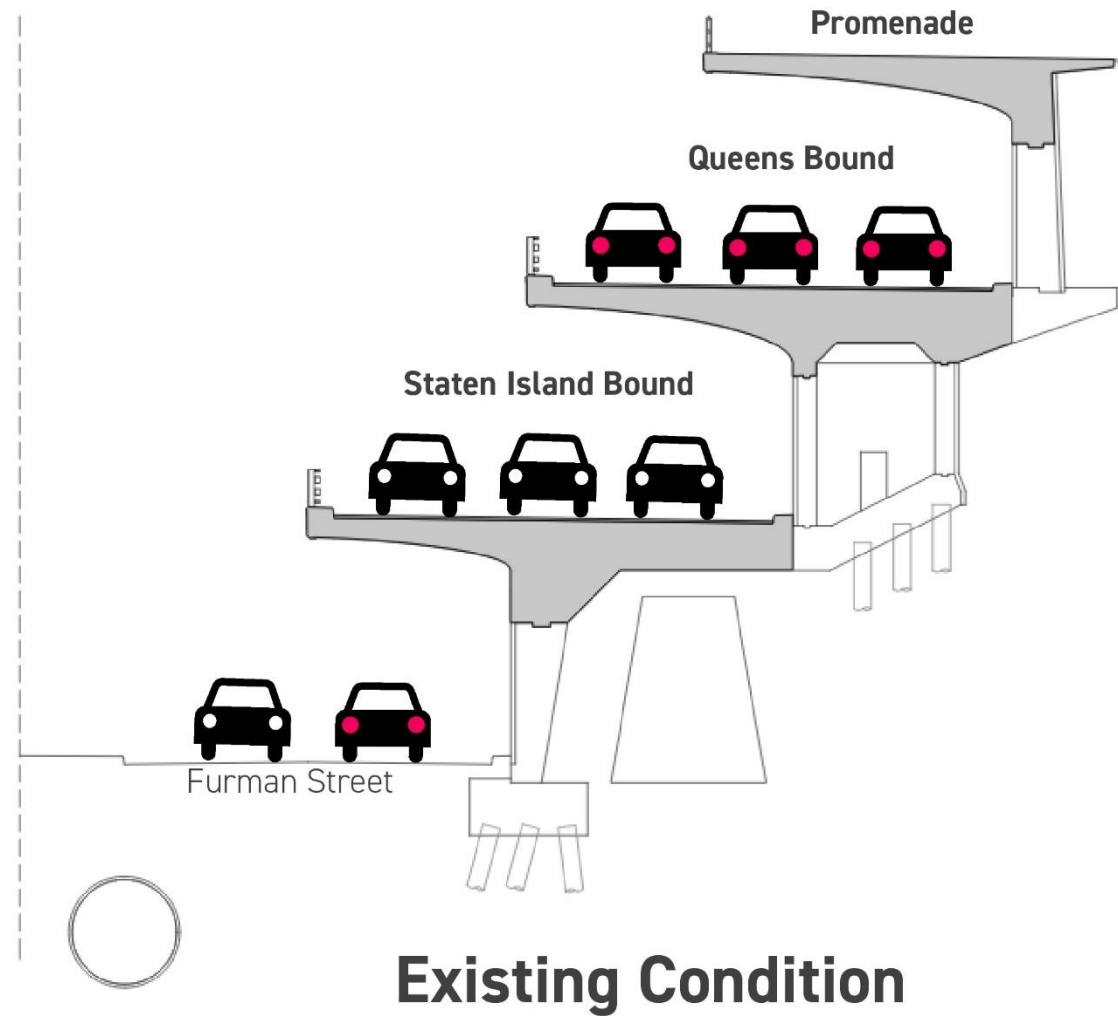 Promenade
Queens Bound
Staten Island Bound
Furman Street
Existing Condition